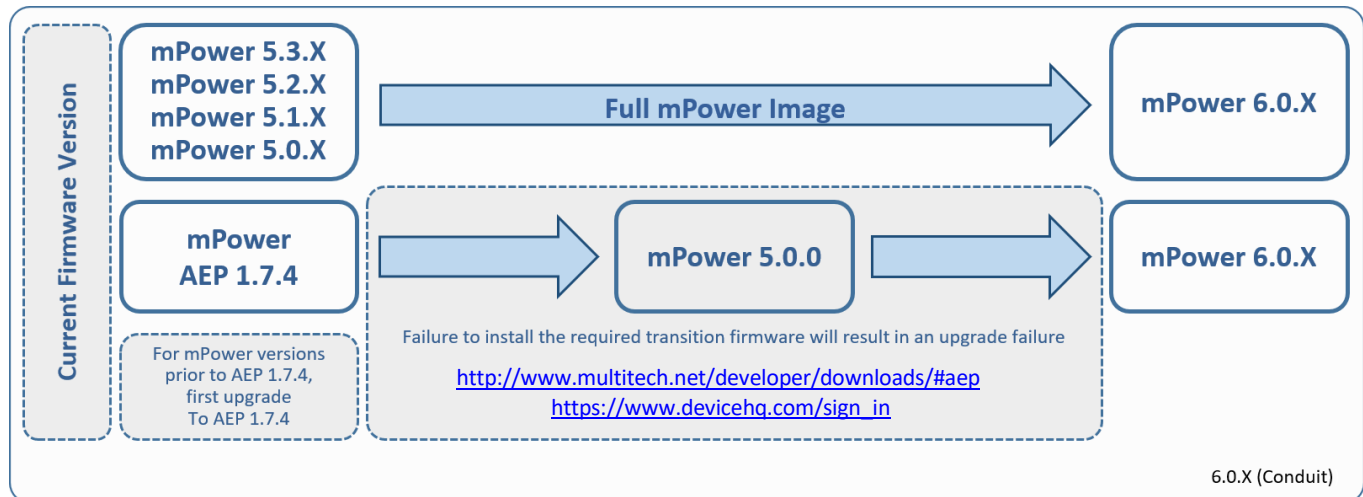 Current Firmware Version
mPower 5.3.X
mPower 5.2.X
mPower 5.1.X
mPower 5.0.X
Full mPower Image
mPower 6.0.X
mPower
AEP 1.7.4
mPower 5.0.0
mPower 6.0.X
For mPower versions
prior to AEP 1.7.4,
first upgrade
To AEP 1.7.4
Failure to install the required transition firmware will result in an upgrade failure
http://www.multitech.net/developer/downloads/#aep
https://www.devicehq.com/sign_in
6.0.X (Conduit)